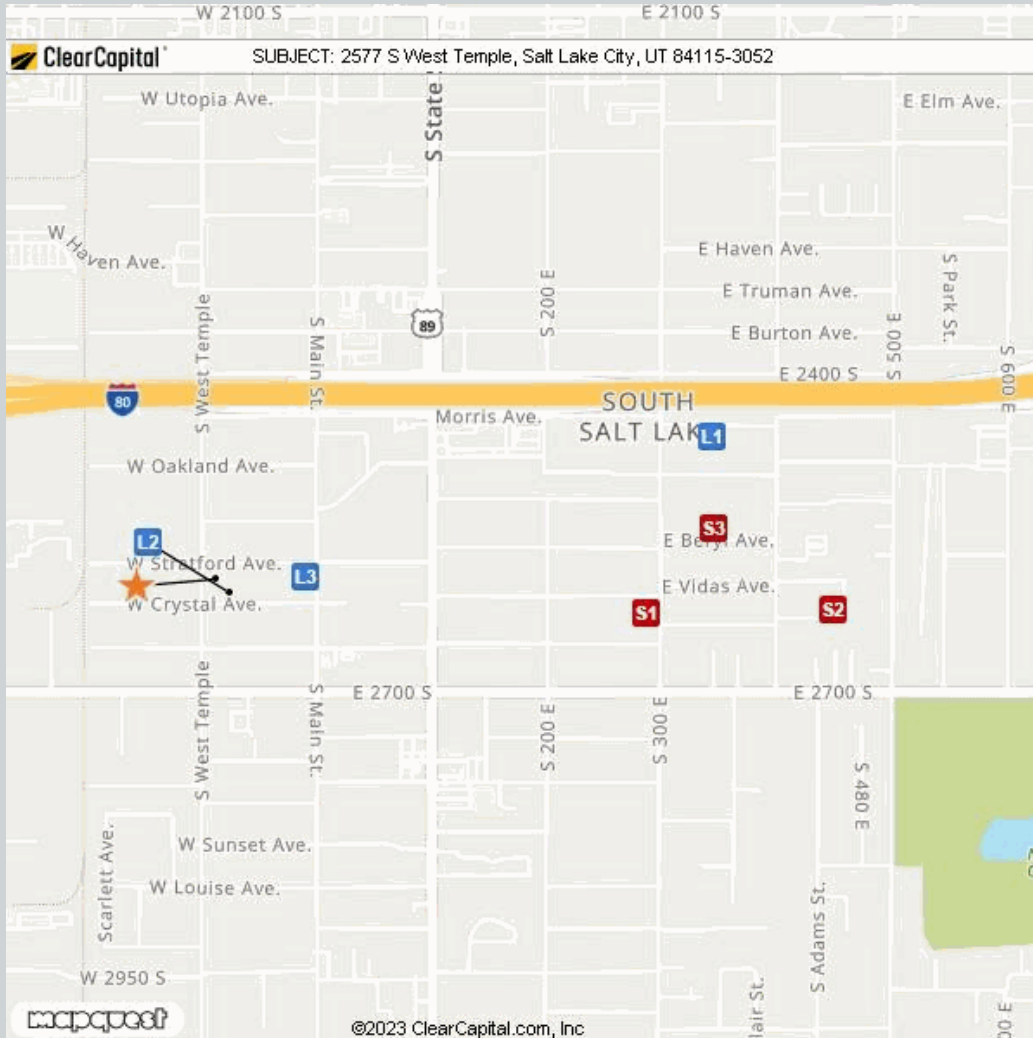 W 2100 S
E 2100 S
ClearCapital
SUBJECT: 2577 S West Temple, Salt Lake City, UT 84115-3052
W Utopia Ave.
S State
E Elm Ave.
W Haven Ave.
E Haven Ave.
S Park St.
S 200 E
E Truman Ave.
S West Temple
S Main St.
89
E Burton Ave.
S 500 E
S 600 E
E 2400 S
80
SOUTH
SALT LAK
Morris Ave.
L1
W Oakland Ave.
S3
L2
E Beryl Ave.
W Stratford Ave.
L3
E Vidas Ave.
W Crystal Ave.
S1
S2
E 2700 S
E 2700 S
S West Temple
S Main St.
S 200 E
S 300 E
S 480 E
W Sunset Ave.
Scarlett Ave.
W Louise Ave.
S Adams St.
W 2950 S
lair St.
00 E
mapquest
©2023 ClearCapital.com, Inc